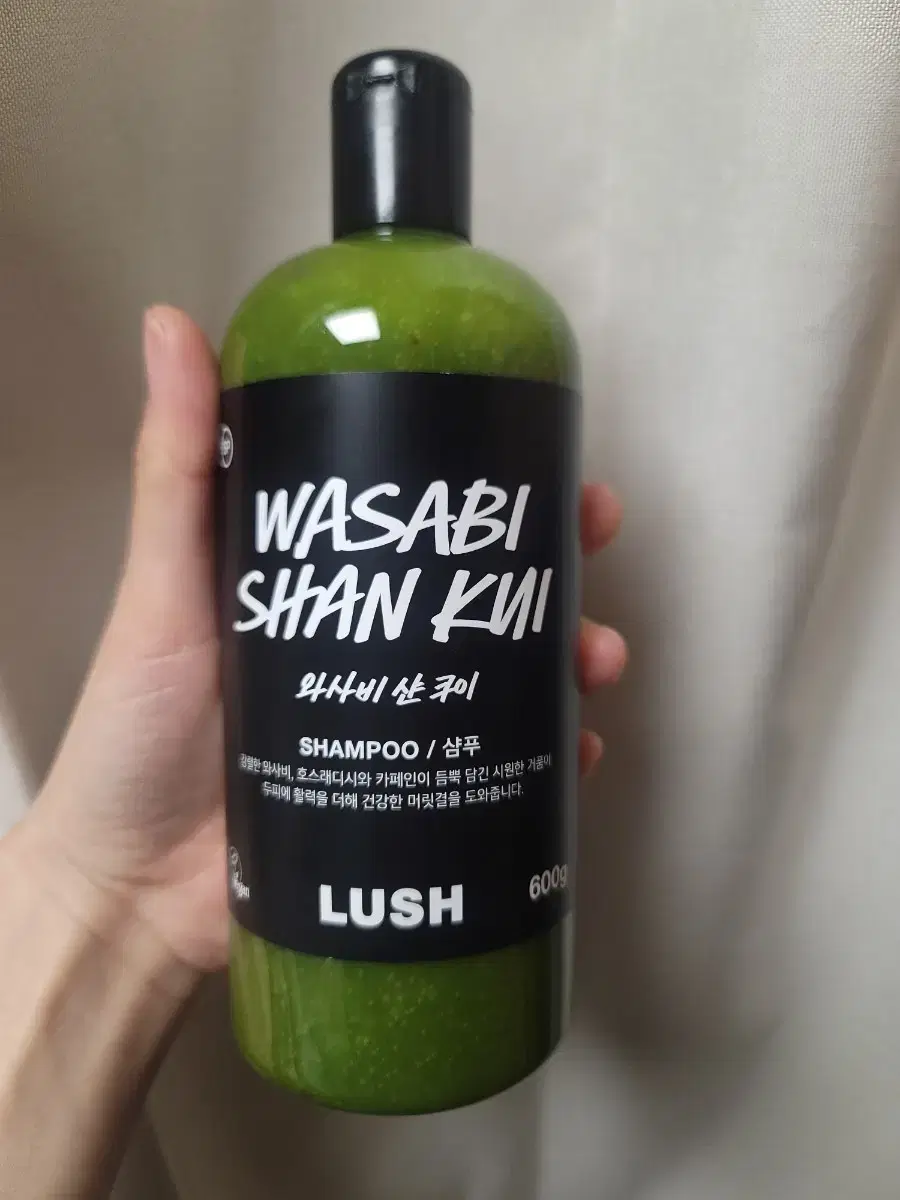 WASABI
SHAN KUI
와사비 샨 쿠이
SHAMPOO / 샴푸
강렬한 와사비, 호스래디시와 카페인이 듬뿍 담긴 시원한 거품이
두피에 활력을 더해 건강한 머릿결을 도와줍니다.
LUSH
600g